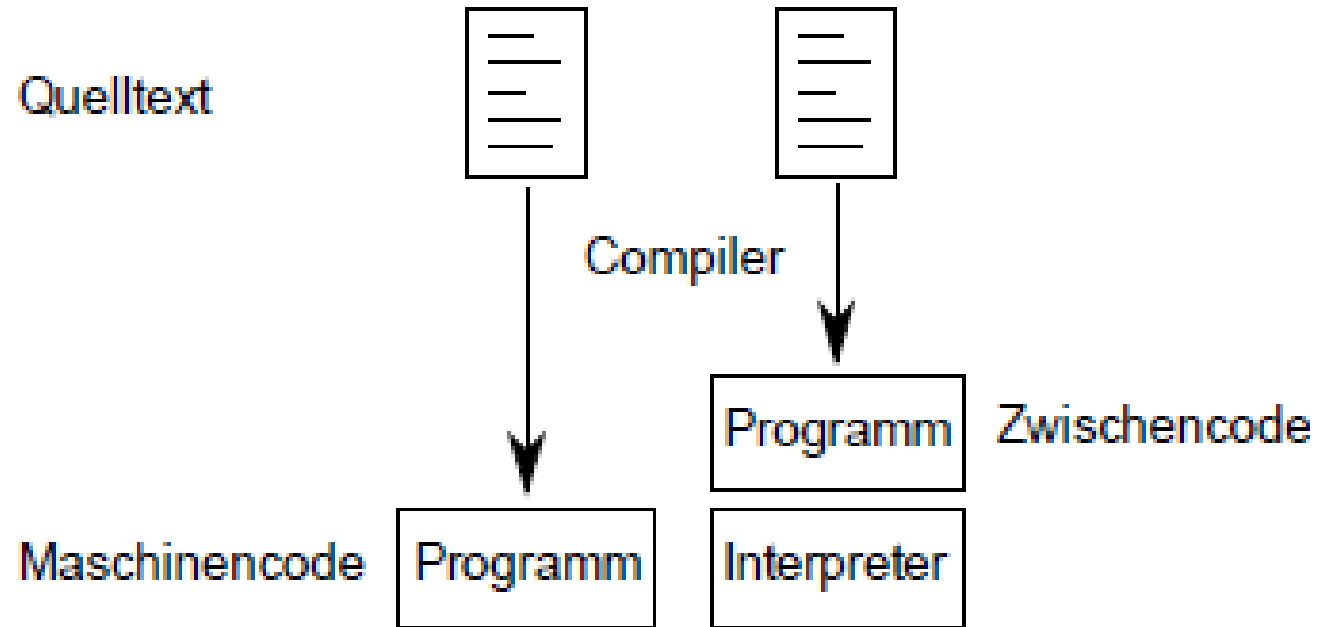 Quelltext
Compiler
Programm Zwischencode
Maschinencode Programm Interpreter